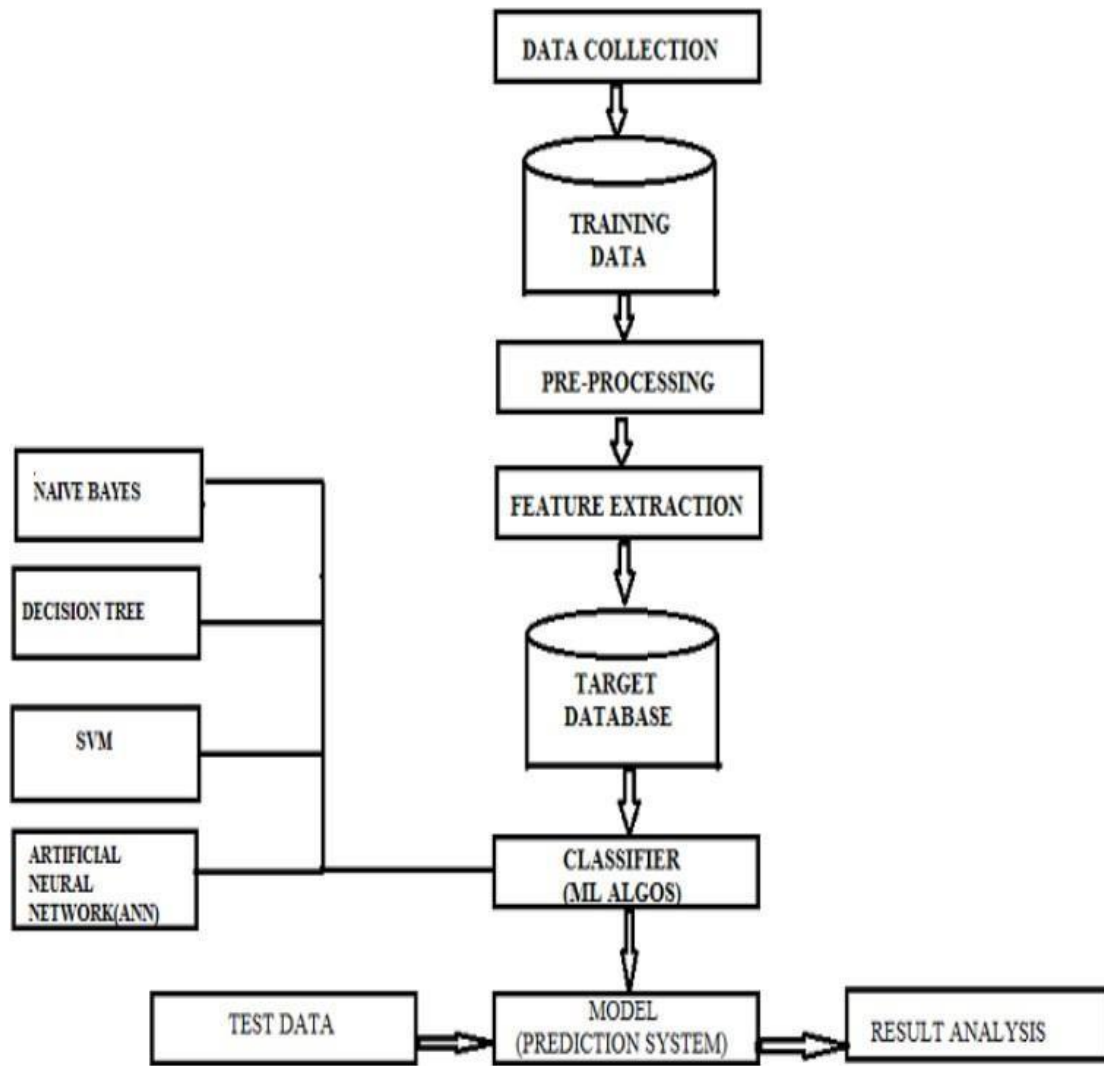 DATA COLLECTION
TRAINING
DATA
PRE-PROCESSING
FEATURE EXTRACTION
TARGET
DATABASE
NAIVE BAYES
DECISION TREE
SVM
ARTIFICIAL
NEURAL
NETWORK(ANN)
CLASSIFIER
(ML ALGOS)
TEST DATA
MODEL
(PREDICTION SYSTEM)
RESULT ANALYSIS